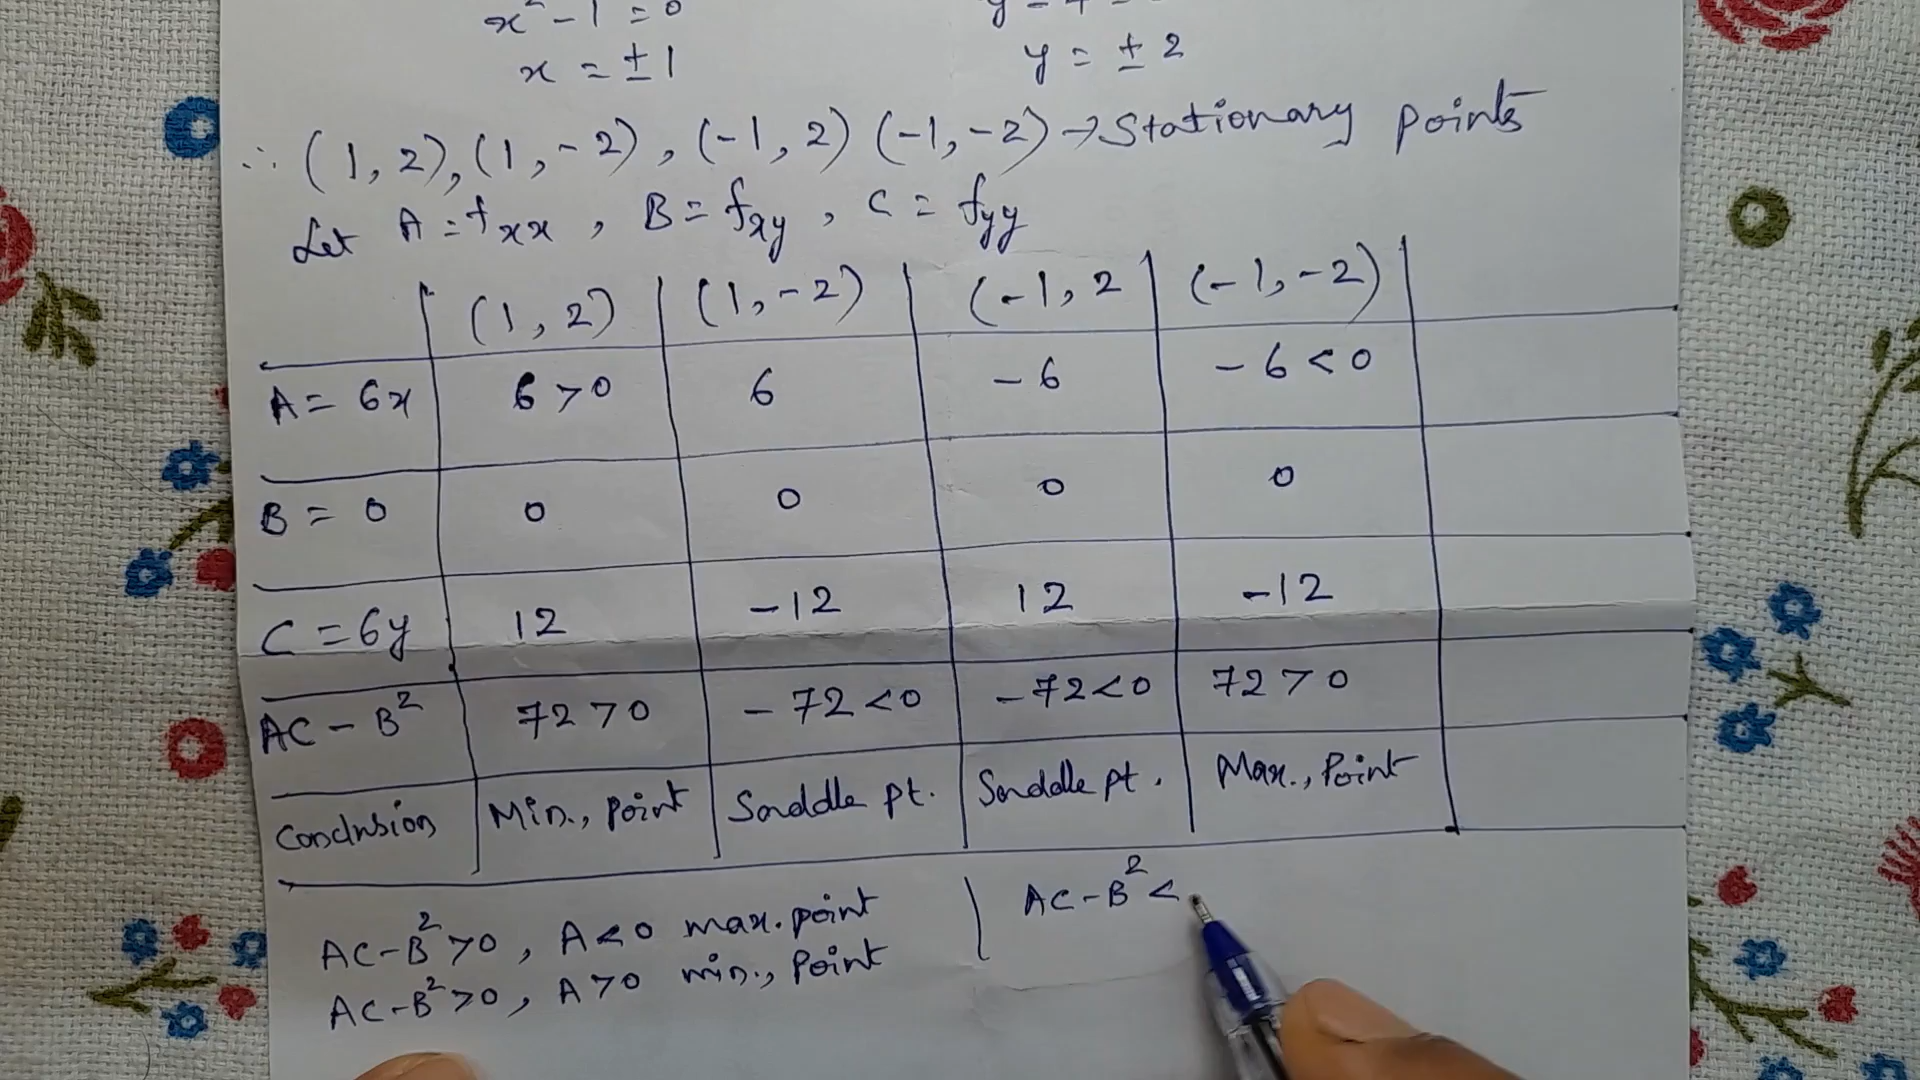 x² - 1 = 0
x = ± 1
y = ± 2
∴ (1, 2), (1, -2), (-1, 2) (-1, -2) → Stationary points
Let A = fxx , B = fxy , C = fyy
(1, 2) (1, -2) (-1, 2 (-1, -2)
A = 6x 6 > 0 6 - 6 - 6 < 0
B = 0 0 0 0 0
C = 6y 12 -12 12 -12
AC - B² 72 > 0 - 72 < 0 - 72 < 0 72 > 0
Conclusion Min., point Saddle pt. Saddle pt. Max., Point
AC - B² > 0 , A < 0 max. point
AC - B² > 0 , A > 0 min., Point
AC - B² <